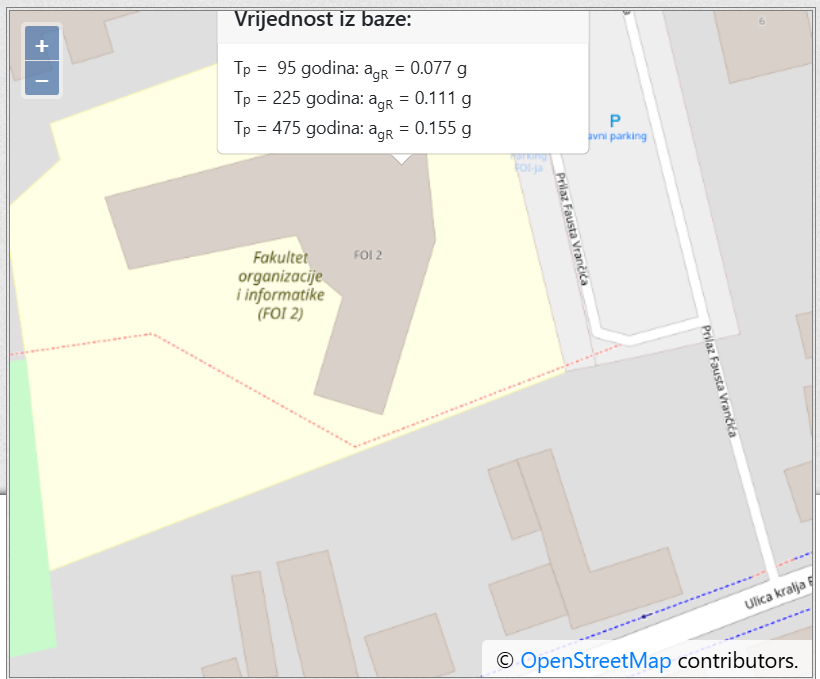 Vrijednost iz baze:
Tp = 95 godina: agR = 0.077 g
Tp = 225 godina: agR = 0.111 g
Tp = 475 godina: agR = 0.155 g
+
−
6
P
avni parking
parking
FOI-ja
Prilaz Fausta Vrančića
FOI 2
Fakultet
organizacije
i informatike
(FOI 2)
Prilaz Fausta Vrančića
Ulica kralja
© OpenStreetMap contributors.